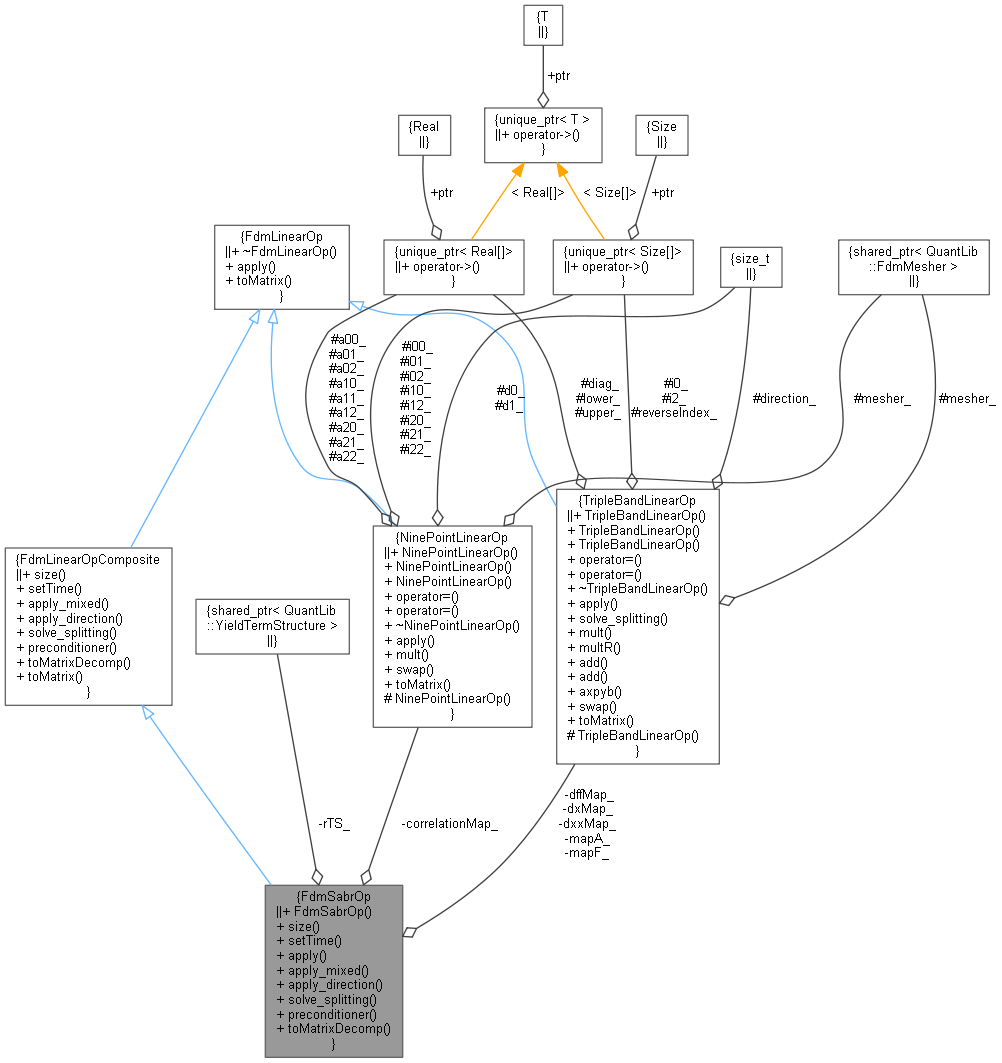 {T
||}
+ptr
{unique_ptr< T >
||+ operator->()
}
{Real
||}
{Size
||}
+ptr
< Real[]>
< Size[]>
+ptr
{FdmLinearOp
||+ ~FdmLinearOp()
+ apply()
+ toMatrix()
}
{unique_ptr< Real[]>
||+ operator->()
}
{unique_ptr< Size[]>
||+ operator->()
}
{size_t
||}
{shared_ptr< QuantLib
::FdmMesher >
||}
#a00_
#a01_
#a02_
#a10_
#a11_
#a12_
#a20_
#a21_
#a22_
#i00_
#i01_
#i02_
#i10_
#i12_
#i20_
#i21_
#i22_
#d0_
#d1_
#diag_
#lower_
#upper_
#i0_
#i2_
#reverseIndex_
#direction_
#mesher_
#mesher_
{FdmLinearOpComposite
||+ size()
+ setTime()
+ apply_mixed()
+ apply_direction()
+ solve_splitting()
+ preconditioner()
+ toMatrixDecomp()
+ toMatrix()
}
{shared_ptr< QuantLib
::YieldTermStructure >
||}
{NinePointLinearOp
||+ NinePointLinearOp()
+ NinePointLinearOp()
+ NinePointLinearOp()
+ operator=()
+ operator=()
+ ~NinePointLinearOp()
+ apply()
+ mult()
+ swap()
+ toMatrix()
# NinePointLinearOp()
}
{TripleBandLinearOp
||+ TripleBandLinearOp()
+ TripleBandLinearOp()
+ TripleBandLinearOp()
+ operator=()
+ operator=()
+ ~TripleBandLinearOp()
+ apply()
+ solve_splitting()
+ mult()
+ multR()
+ add()
+ add()
+ axpyb()
+ swap()
+ toMatrix()
# TripleBandLinearOp()
}
-rTS_
-correlationMap_
-dffMap_
-dxMap_
-dxxMap_
-mapA_
-mapF_
{FdmSabrOp
||+ FdmSabrOp()
+ size()
+ setTime()
+ apply()
+ apply_mixed()
+ apply_direction()
+ solve_splitting()
+ preconditioner()
+ toMatrixDecomp()
}